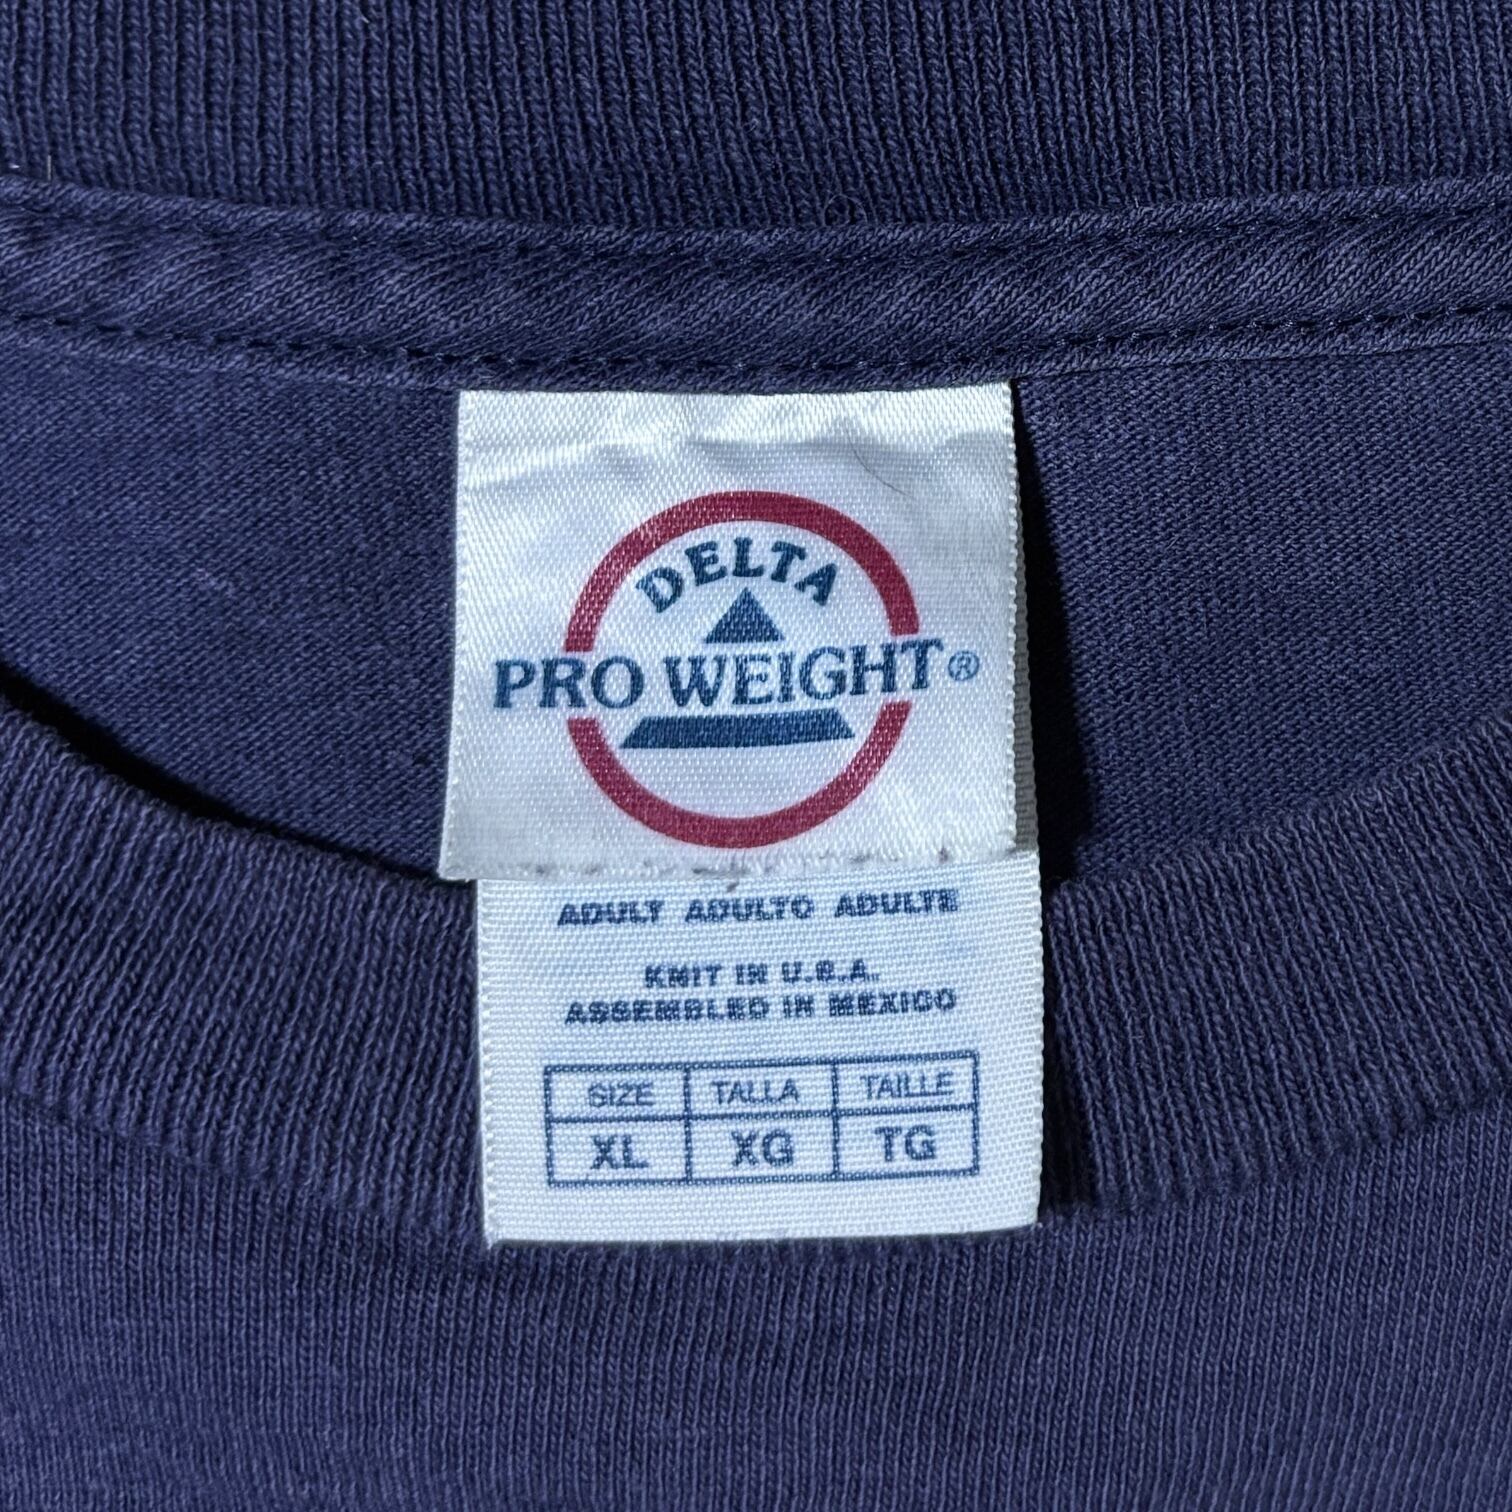 DELTA
PRO WEIGHT®
ADULT ADULTO ADULTE
KNIT IN U.S.A.
ASSEMBLED IN MEXICO
SIZE TALLA TAILLE
XL XG TG